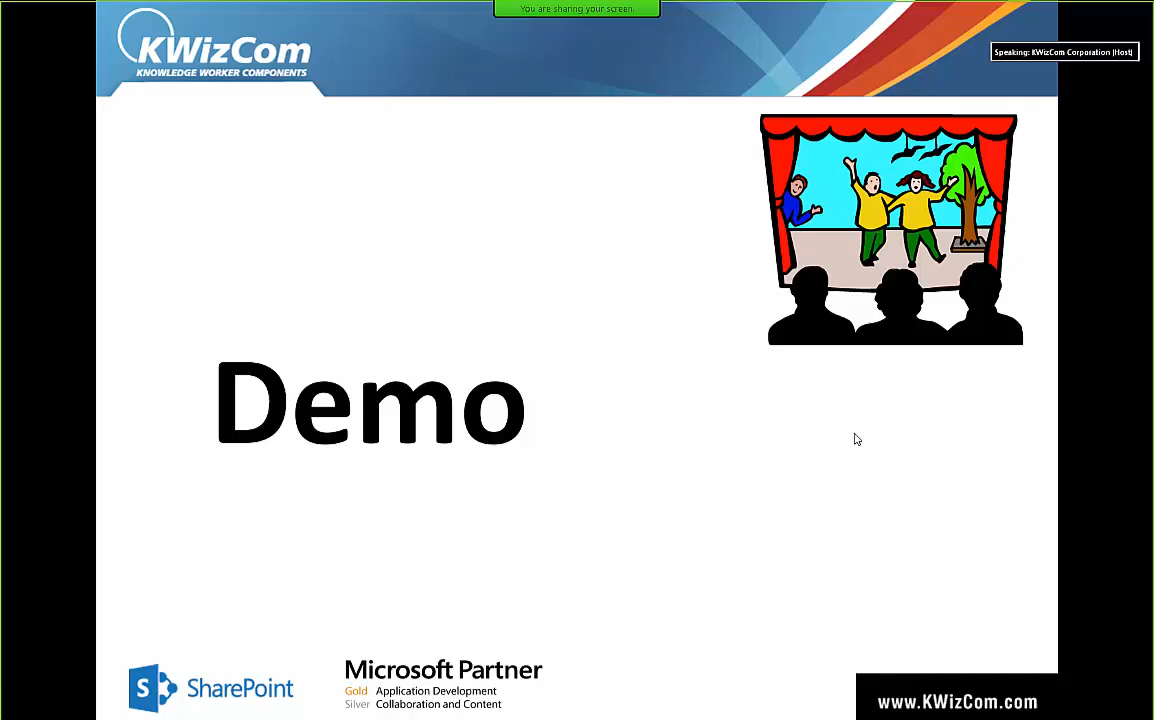 You are sharing your screen.
Speaking: KWizCom Corporation (Host)
KWizCom
KNOWLEDGE WORKER COMPONENTS
Demo
S
SharePoint
Microsoft Partner
Gold Application Development
Silver Collaboration and Content
www.KWizCom.com